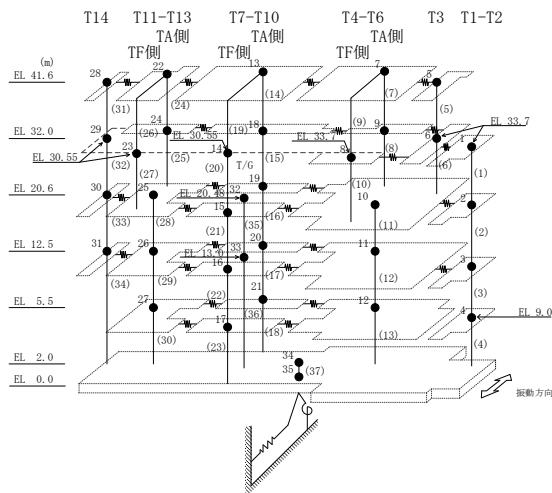 T14 T11-T13 T7-T10 T4-T6 T3 T1-T2
TA側 TA側 TA側
TF側 TF側 TF側
(m)
EL 41.6 28 22 13 7 5
(31) (24) (14) (7) (5)
EL 32.0 29 24 18 9 6 1 EL 33.7
(26) EL 30.55 (19) EL 33.7 (9)
EL 30.55 23 14 8 (8) (6)
(32) (25) (20) T/G (15) (1)
(27) (10)
EL 20.6 30 25 EL 20.48 32 19 10 2
(33) (28) 15 (35) (16) (11) (2)
(21)
EL 12.5 31 26 EL 13.0 33 20 11 3
(34) (29) 16 (17) (12) (3)
EL 5.5 27 (22) 21 12 4 EL 9.0
(30) 17 (36) (18) (13)
(23) (4)
EL 2.0 34
EL 0.0 35 (37)
振動方向